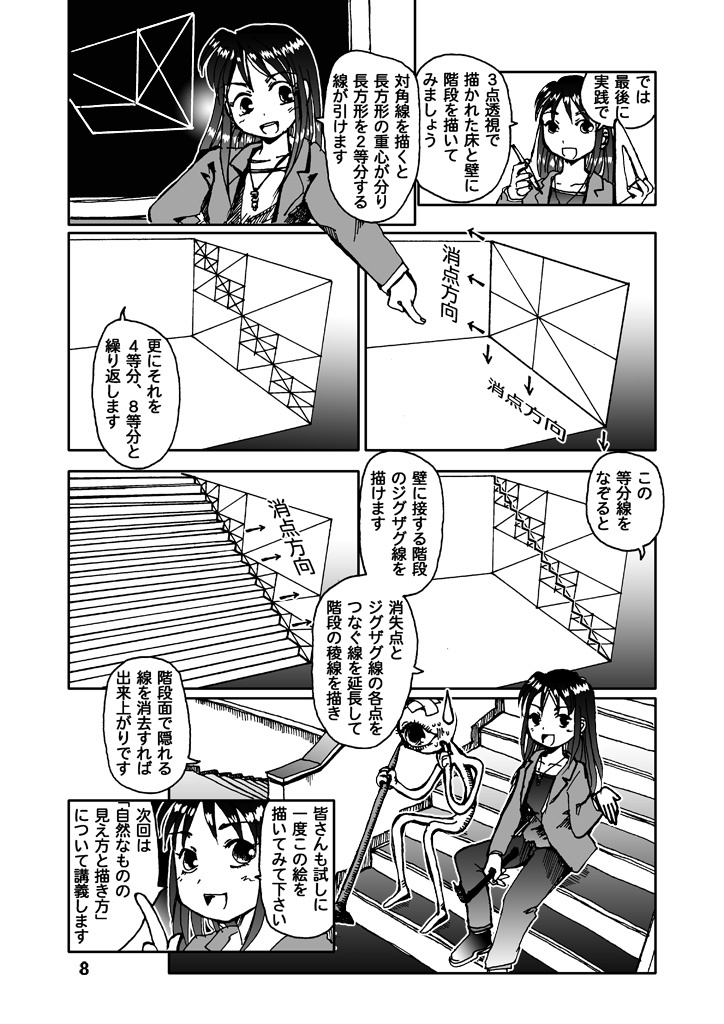 では
最後に
実践で
３点透視で
描かれた床と壁に
階段を描いて
みましょう
対角線を描くと
長方形の重心が分り
長方形を２等分する
線が引けます
消点方向
消点方向
更にそれを
４等分、８等分と
繰り返します
この
等分線を
なぞると
壁に接する階段
のジグザグ線を
描けます
消点方向
消失点と
ジグザグ線の各点を
つなぐ線を延長して
階段の稜線を描き
階段面で隠れる
線を消去すれば
出来上がりです
皆さんも試しに
一度この絵を
描いてみて下さい
次回は
「自然なものの
見え方と描き方」
について講義します
8